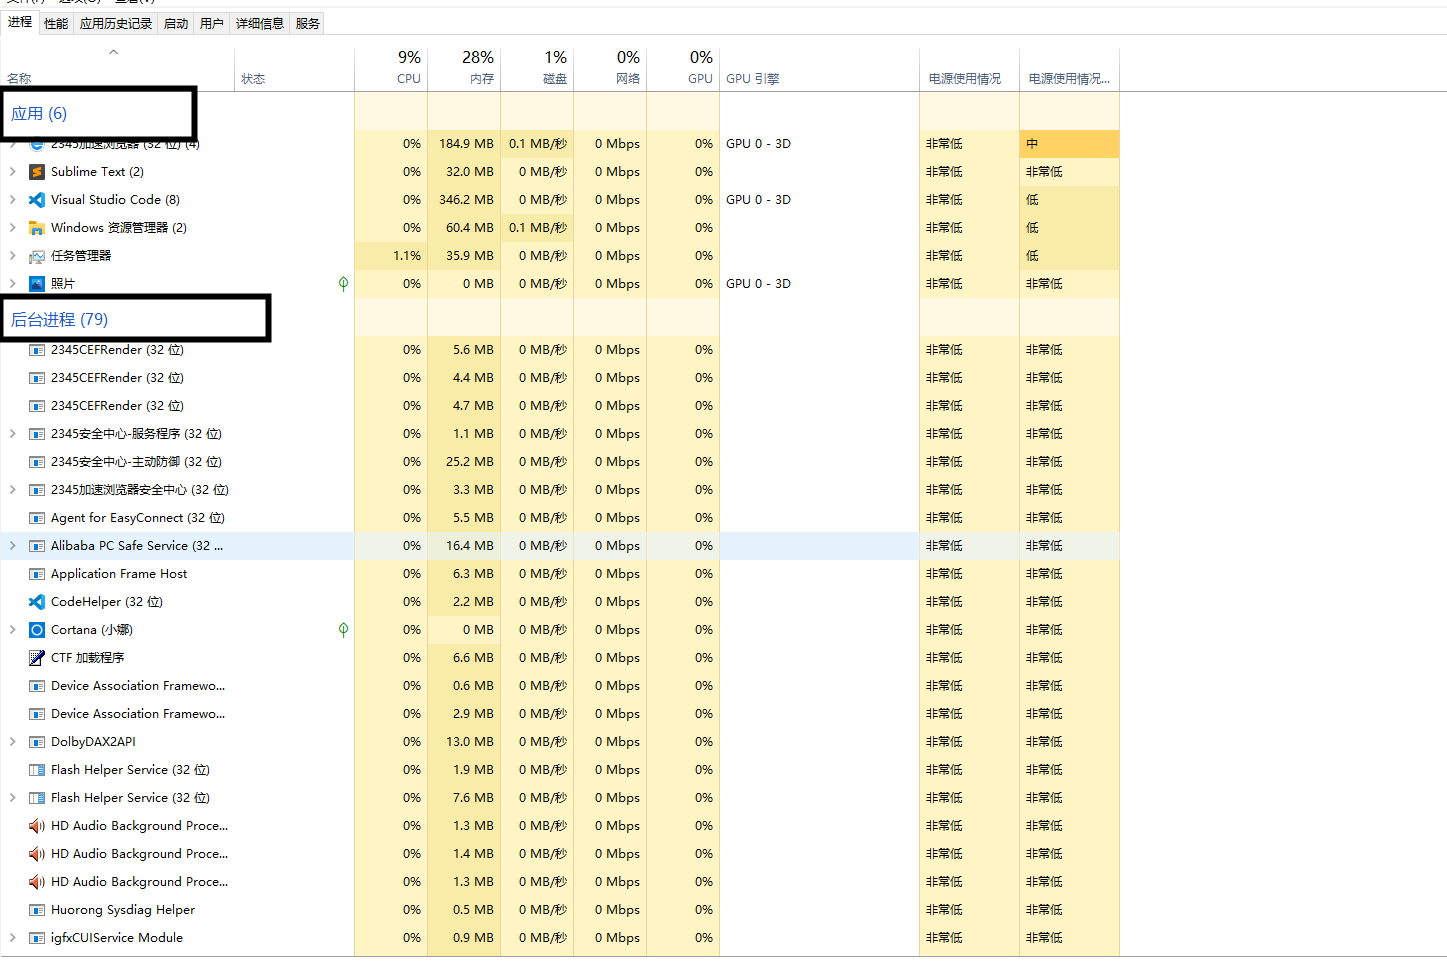 进程 性能 应用历史记录 启动 用户 详细信息 服务
9% 28% 1% 0% 0%
名称 状态 CPU 内存 磁盘 网络 GPU GPU 引擎 电源使用情况 电源使用情况...
应用 (6)
2345加速浏览器 (32 位) (4) 0% 184.9 MB 0.1 MB/秒 0 Mbps 0% GPU 0 - 3D 非常低 中
Sublime Text (2) 0% 32.0 MB 0 MB/秒 0 Mbps 0% 非常低 非常低
Visual Studio Code (8) 0% 346.2 MB 0 MB/秒 0 Mbps 0% GPU 0 - 3D 非常低 低
Windows 资源管理器 (2) 0% 60.4 MB 0.1 MB/秒 0 Mbps 0% 非常低 低
任务管理器 1.1% 35.9 MB 0 MB/秒 0 Mbps 0% 非常低 低
照片 0% 0 MB 0 MB/秒 0 Mbps 0% GPU 0 - 3D 非常低 非常低
后台进程 (79)
2345CEFRender (32 位) 0% 5.6 MB 0 MB/秒 0 Mbps 0% 非常低 非常低
2345CEFRender (32 位) 0% 4.4 MB 0 MB/秒 0 Mbps 0% 非常低 非常低
2345CEFRender (32 位) 0% 4.7 MB 0 MB/秒 0 Mbps 0% 非常低 非常低
2345安全中心-服务程序 (32 位) 0% 1.1 MB 0 MB/秒 0 Mbps 0% 非常低 非常低
2345安全中心-主动防御 (32 位) 0% 25.2 MB 0 MB/秒 0 Mbps 0% 非常低 非常低
2345加速浏览器安全中心 (32 位) 0% 3.3 MB 0 MB/秒 0 Mbps 0% 非常低 非常低
Agent for EasyConnect (32 位) 0% 5.5 MB 0 MB/秒 0 Mbps 0% 非常低 非常低
Alibaba PC Safe Service (32 ... 0% 16.4 MB 0 MB/秒 0 Mbps 0% 非常低 非常低
Application Frame Host 0% 6.3 MB 0 MB/秒 0 Mbps 0% 非常低 非常低
CodeHelper (32 位) 0% 2.2 MB 0 MB/秒 0 Mbps 0% 非常低 非常低
Cortana (小娜) 0% 0 MB 0 MB/秒 0 Mbps 0% 非常低 非常低
CTF 加载程序 0% 6.6 MB 0 MB/秒 0 Mbps 0% 非常低 非常低
Device Association Framewo... 0% 0.6 MB 0 MB/秒 0 Mbps 0% 非常低 非常低
Device Association Framewo... 0% 2.9 MB 0 MB/秒 0 Mbps 0% 非常低 非常低
DolbyDAX2API 0% 13.0 MB 0 MB/秒 0 Mbps 0% 非常低 非常低
Flash Helper Service (32 位) 0% 1.9 MB 0 MB/秒 0 Mbps 0% 非常低 非常低
Flash Helper Service (32 位) 0% 7.6 MB 0 MB/秒 0 Mbps 0% 非常低 非常低
HD Audio Background Proce... 0% 1.3 MB 0 MB/秒 0 Mbps 0% 非常低 非常低
HD Audio Background Proce... 0% 1.4 MB 0 MB/秒 0 Mbps 0% 非常低 非常低
HD Audio Background Proce... 0% 1.3 MB 0 MB/秒 0 Mbps 0% 非常低 非常低
Huorong Sysdiag Helper 0% 0.5 MB 0 MB/秒 0 Mbps 0% 非常低 非常低
igfxCUIService Module 0% 0.9 MB 0 MB/秒 0 Mbps 0% 非常低 非常低